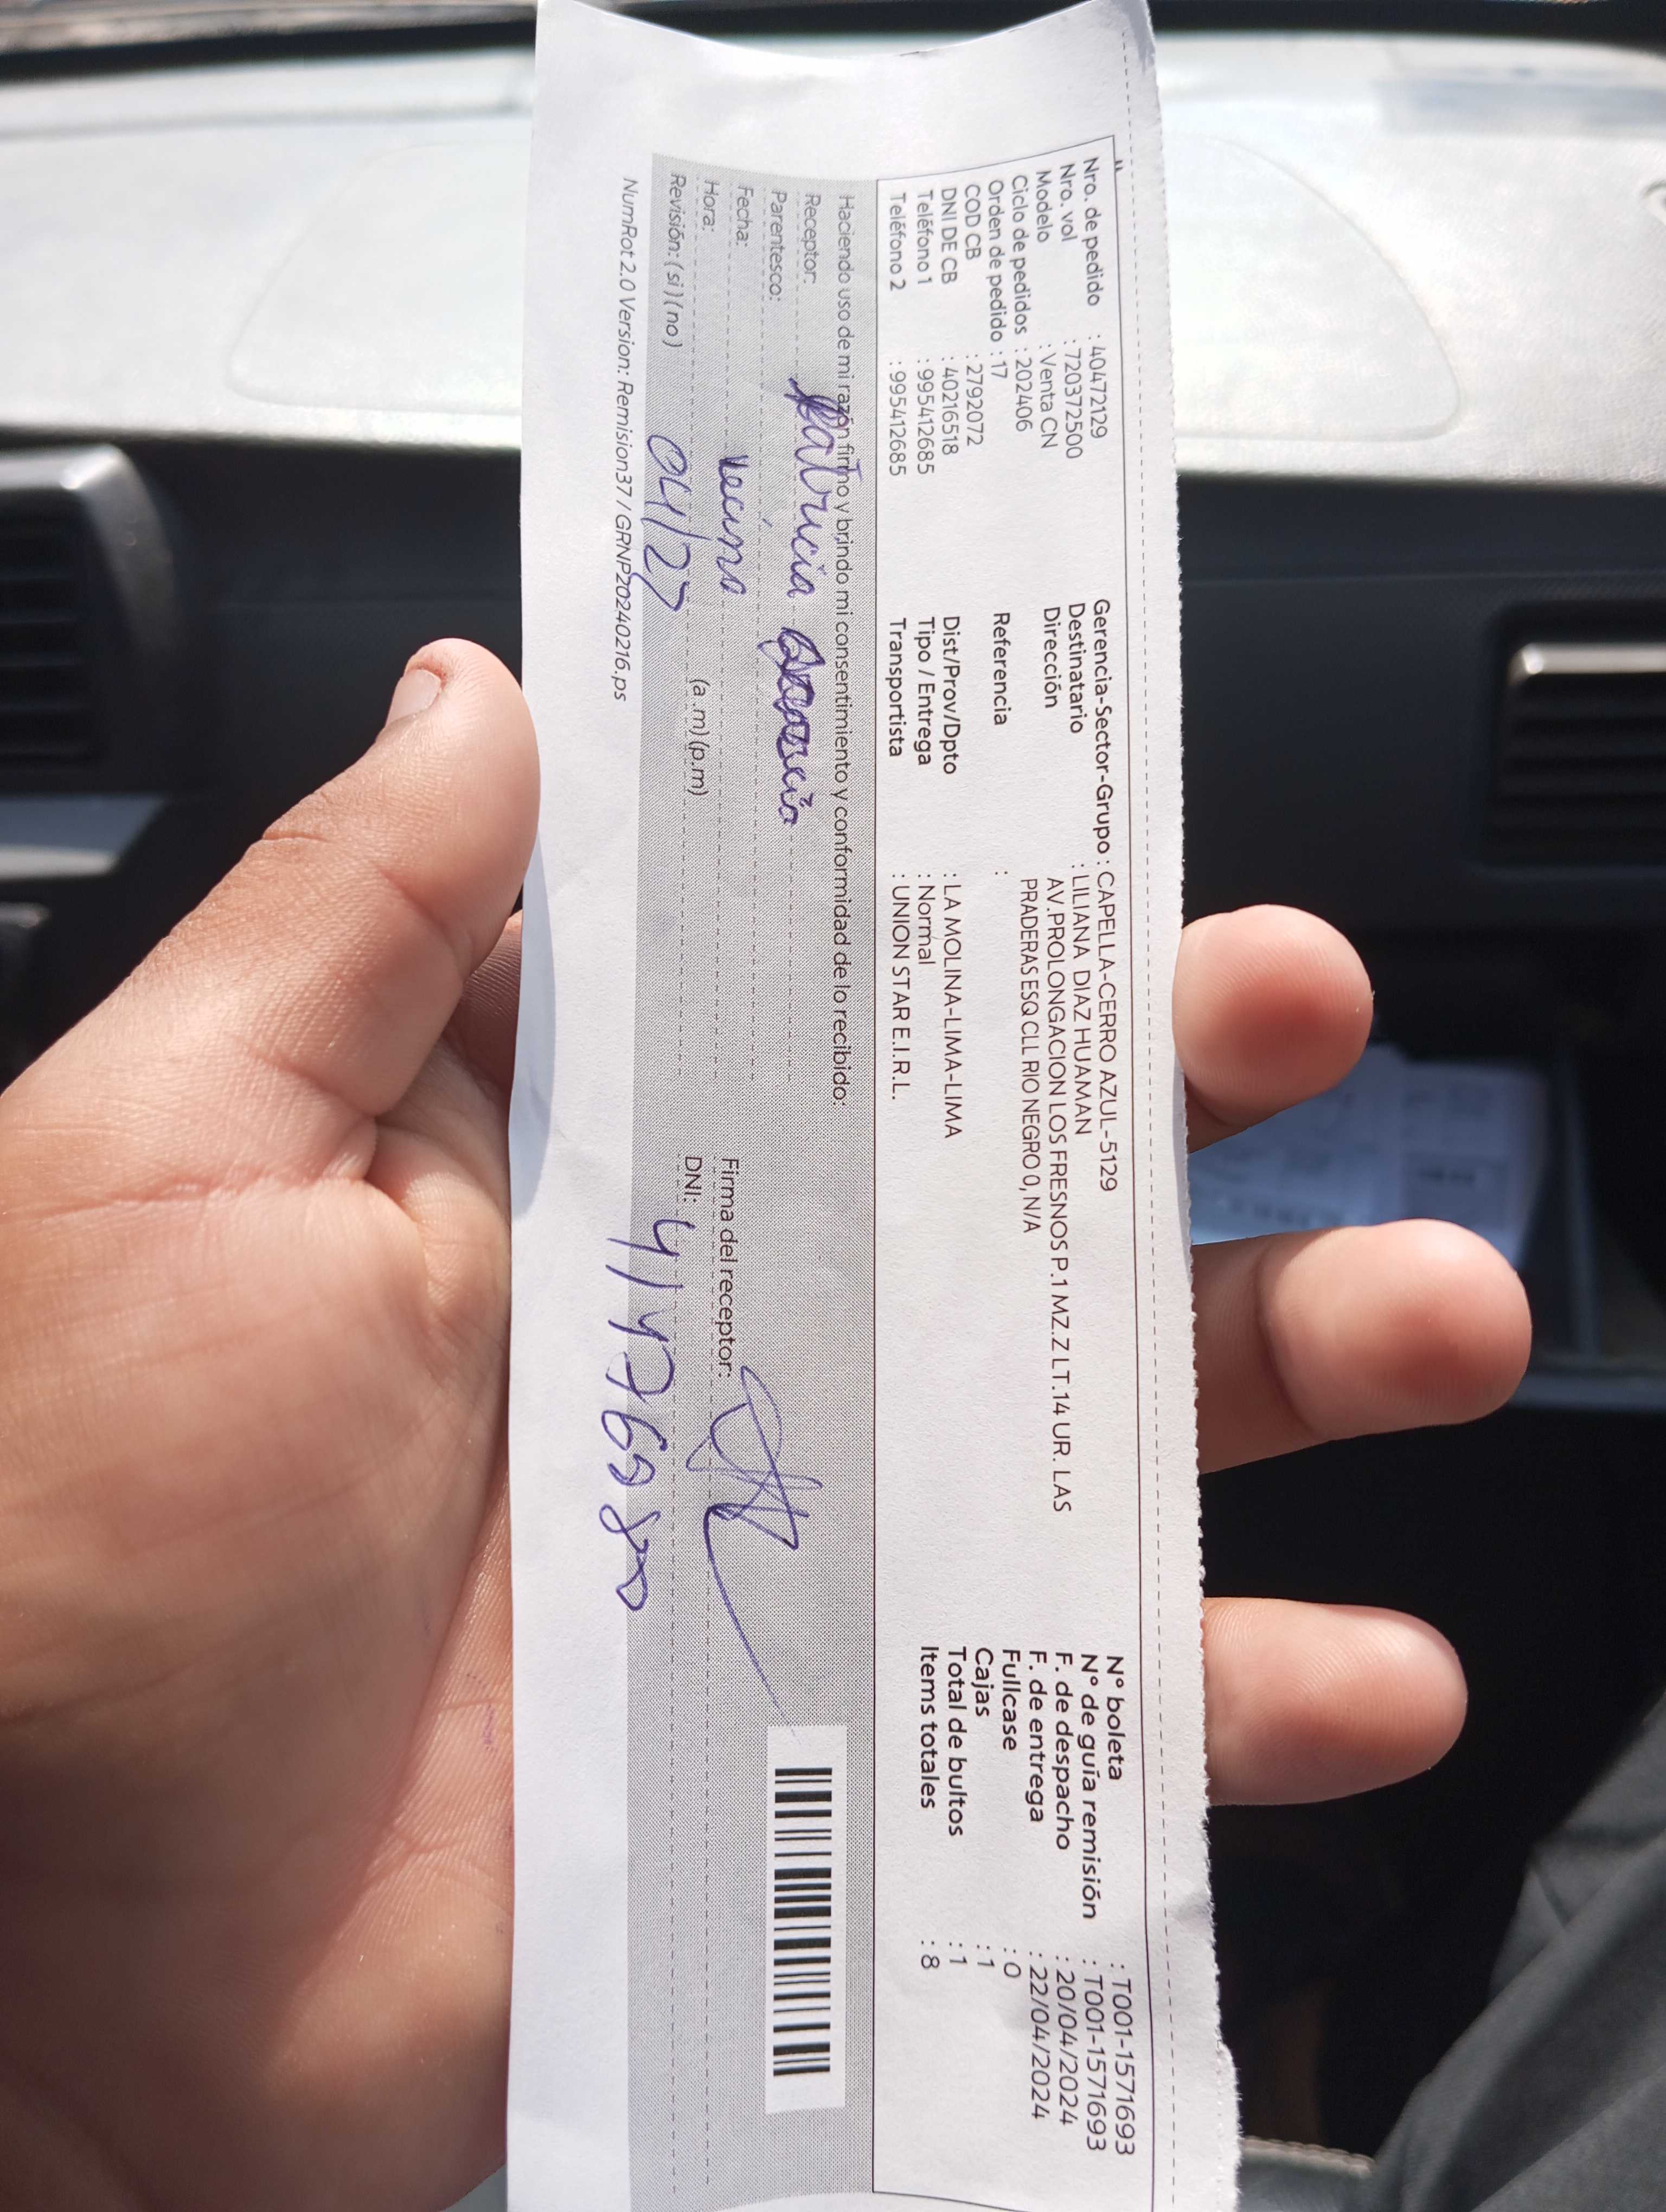 Nro. de pedido : 40472129
Nro. vol : 720372500
Modelo : Venta CN
Ciclo de pedidos : 202406
Orden de pedido : 17
COD CB : 2792072
DNI DE CB : 40216518
Teléfono 1 : 995412685
Teléfono 2 : 995412685
Gerencia-Sector-Grupo : CAPELLA-CERRO AZUL-5129
Destinatario : LILIANA DIAZ HUAMAN
Dirección AV.PROLONGACION LOS FRESNOS P.1 MZ.Z LT.14 UR. LAS
PRADERAS ESQ CLL RIO NEGRO 0, N/A
Referencia :
Dist/Prov/Dpto : LA MOLINA-LIMA-LIMA
Tipo / Entrega : Normal
Transportista : UNION STAR E.I.R.L.
N° boleta : T001-1571693
N° de guía remisión : T001-1571693
F. de despacho : 20/04/2024
F. de entrega : 22/04/2024
Fullcase : 0
Cajas : 1
Total de bultos : 1
Items totales : 8
Haciendo uso de mi razón firmo y brindo mi consentimiento y conformidad de lo recibido:
Receptor: Patricia
Parentesco:
Fecha: vecina
Hora: (a.m) (p.m)
Revisión: ( si ) ( no ) 04/27
Firma del receptor:
DNI:
NumRot 2.0 Version: Remision37 / GRNP20240216.ps